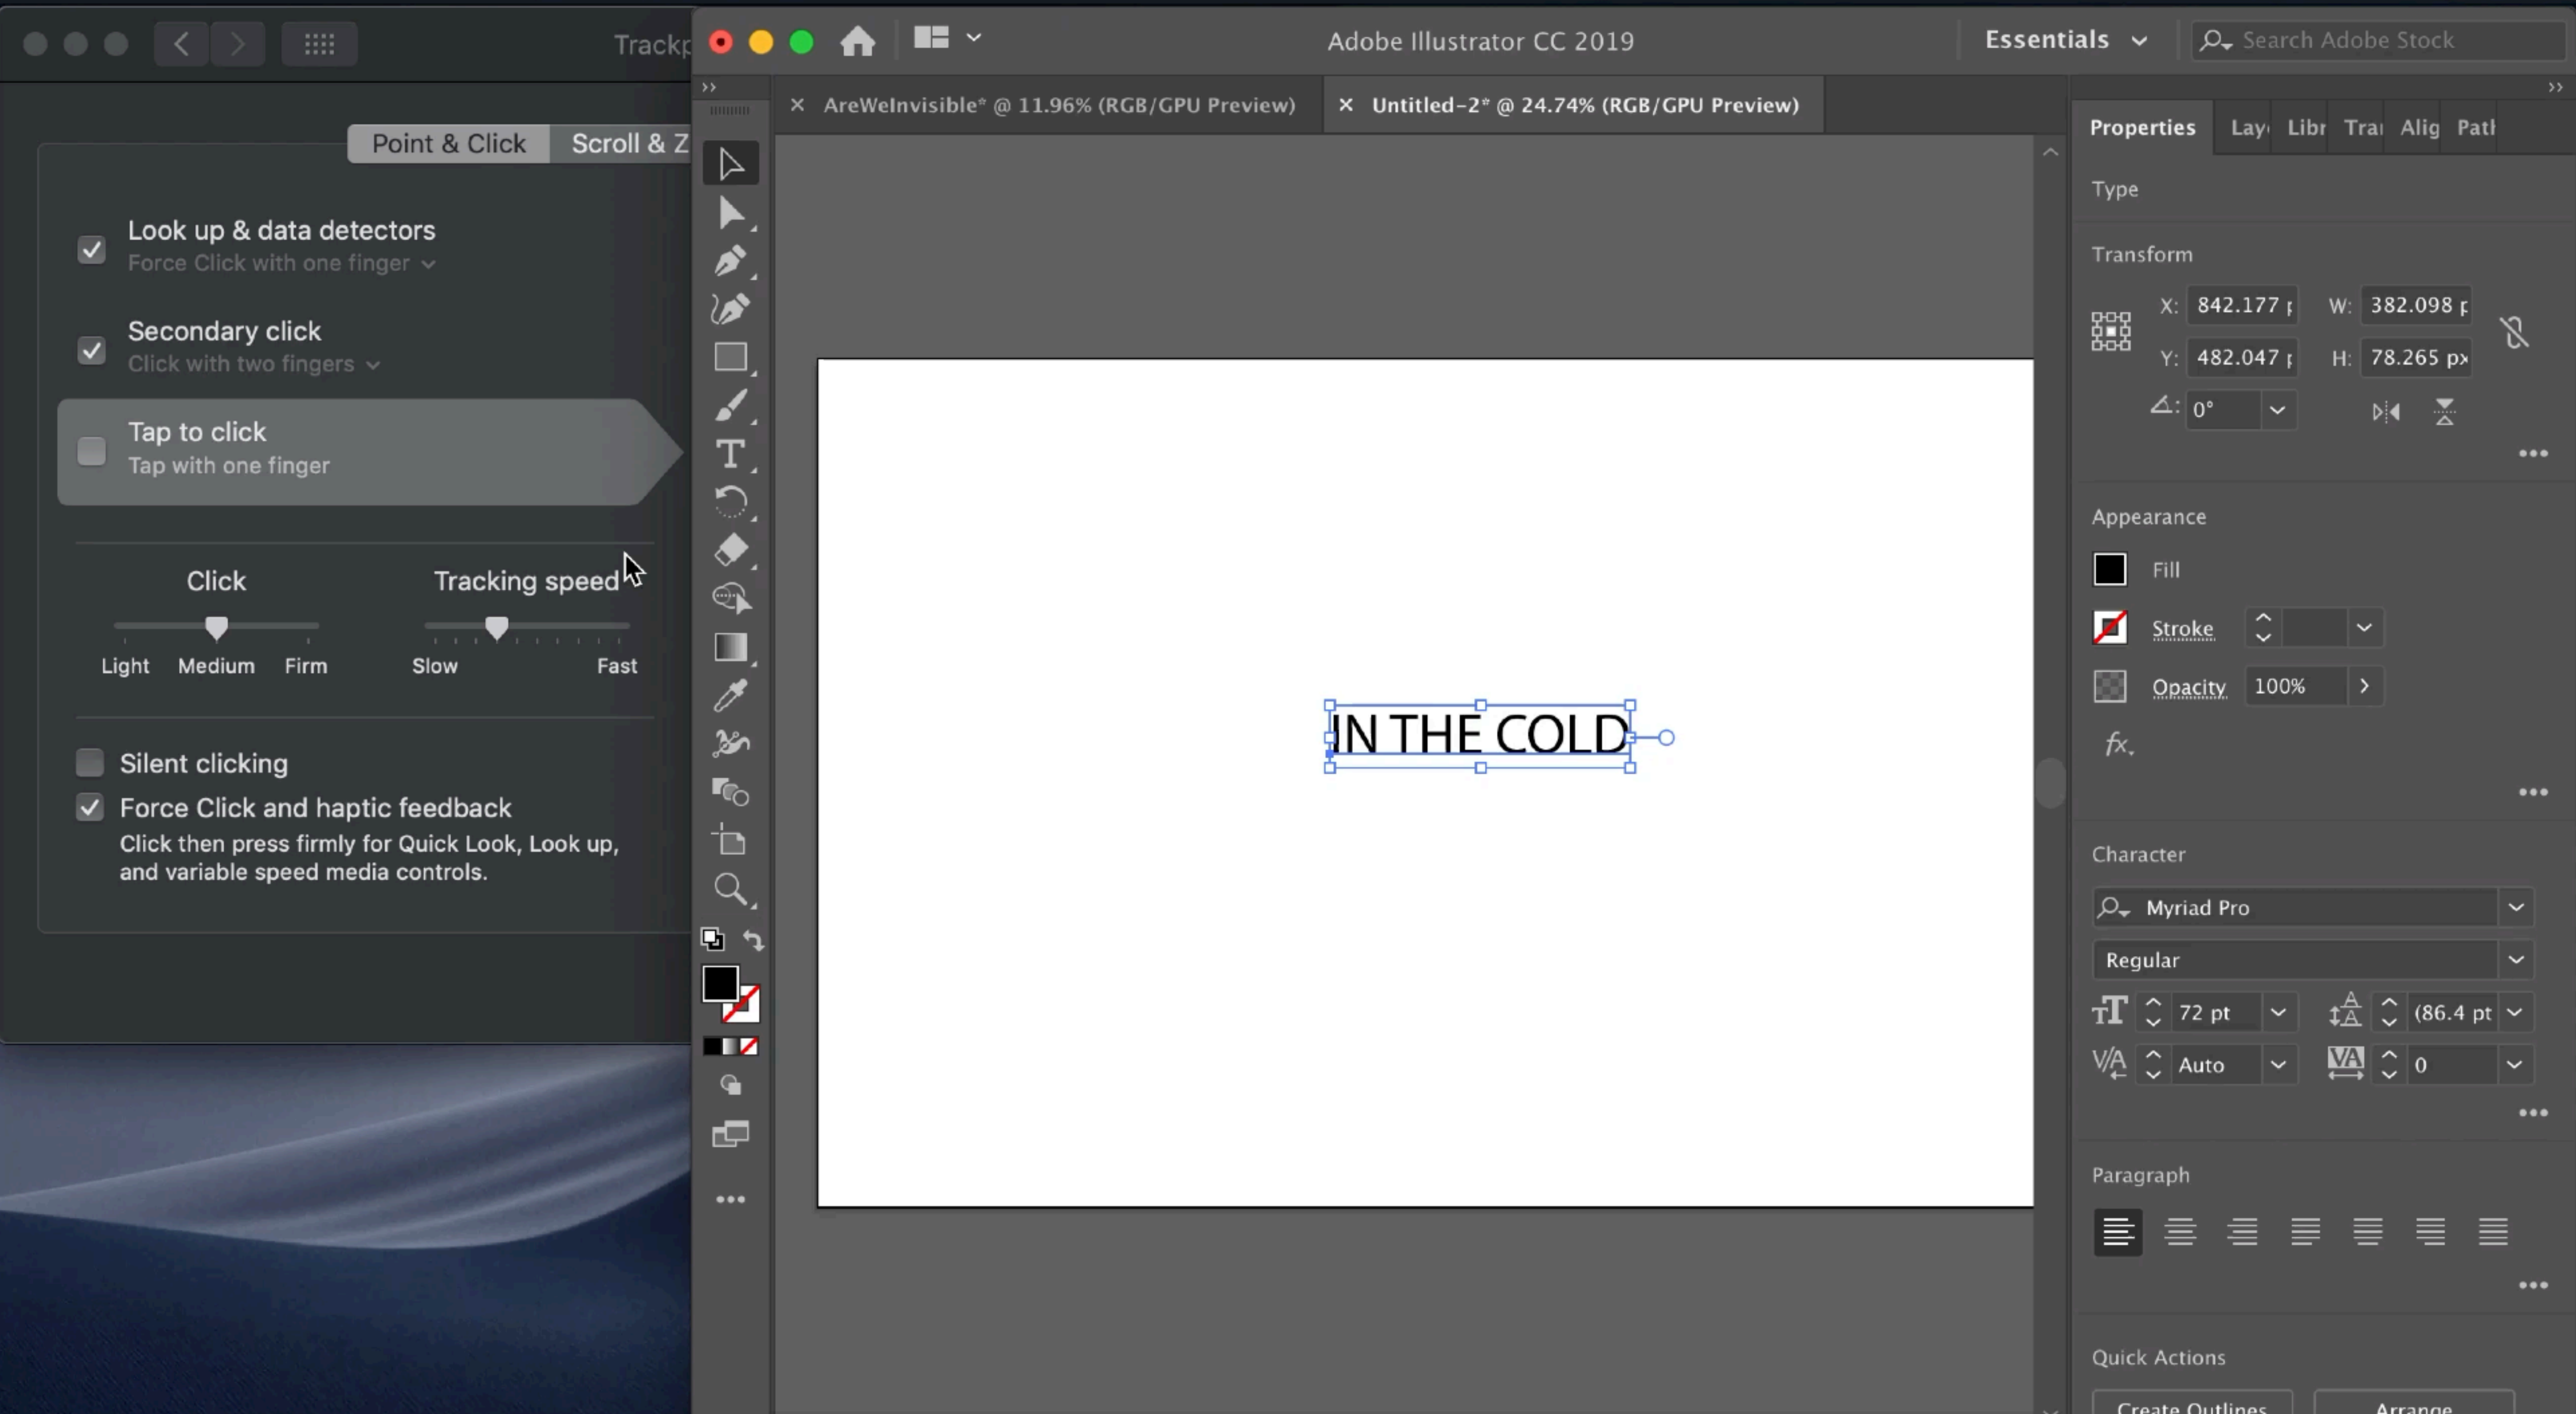 Trackp
Point & Click
Scroll & Z
Look up & data detectors
Force Click with one finger
Secondary click
Click with two fingers
Tap to click
Tap with one finger
Click
Tracking speed
Light Medium Firm
Slow Fast
Silent clicking
Force Click and haptic feedback
Click then press firmly for Quick Look, Look up,
and variable speed media controls.
Adobe Illustrator CC 2019
Essentials
Search Adobe Stock
AreWeInvisible* @ 11.96% (RGB/GPU Preview)
Untitled-2* @ 24.74% (RGB/GPU Preview)
IN THE COLD
Properties Lay Libr Tra Alig Path
Type
Transform
X: 842.177 p W: 382.098 p
Y: 482.047 p H: 78.265 px
0°
Appearance
Fill
Stroke
Opacity 100%
fx.
Character
Myriad Pro
Regular
72 pt (86.4 pt
Auto 0
Paragraph
Quick Actions
Create Outlines Arrange